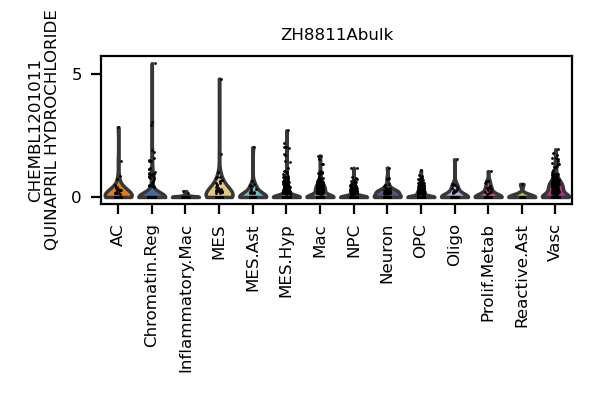 ZH8811Abulk
CHEMBL1201011
QUINAPRIL HYDROCHLORIDE
5
0
AC
Chromatin.Reg
Inflammatory.Mac
MES
MES.Ast
MES.Hyp
Mac
NPC
Neuron
OPC
Oligo
Prolif.Metab
Reactive.Ast
Vasc